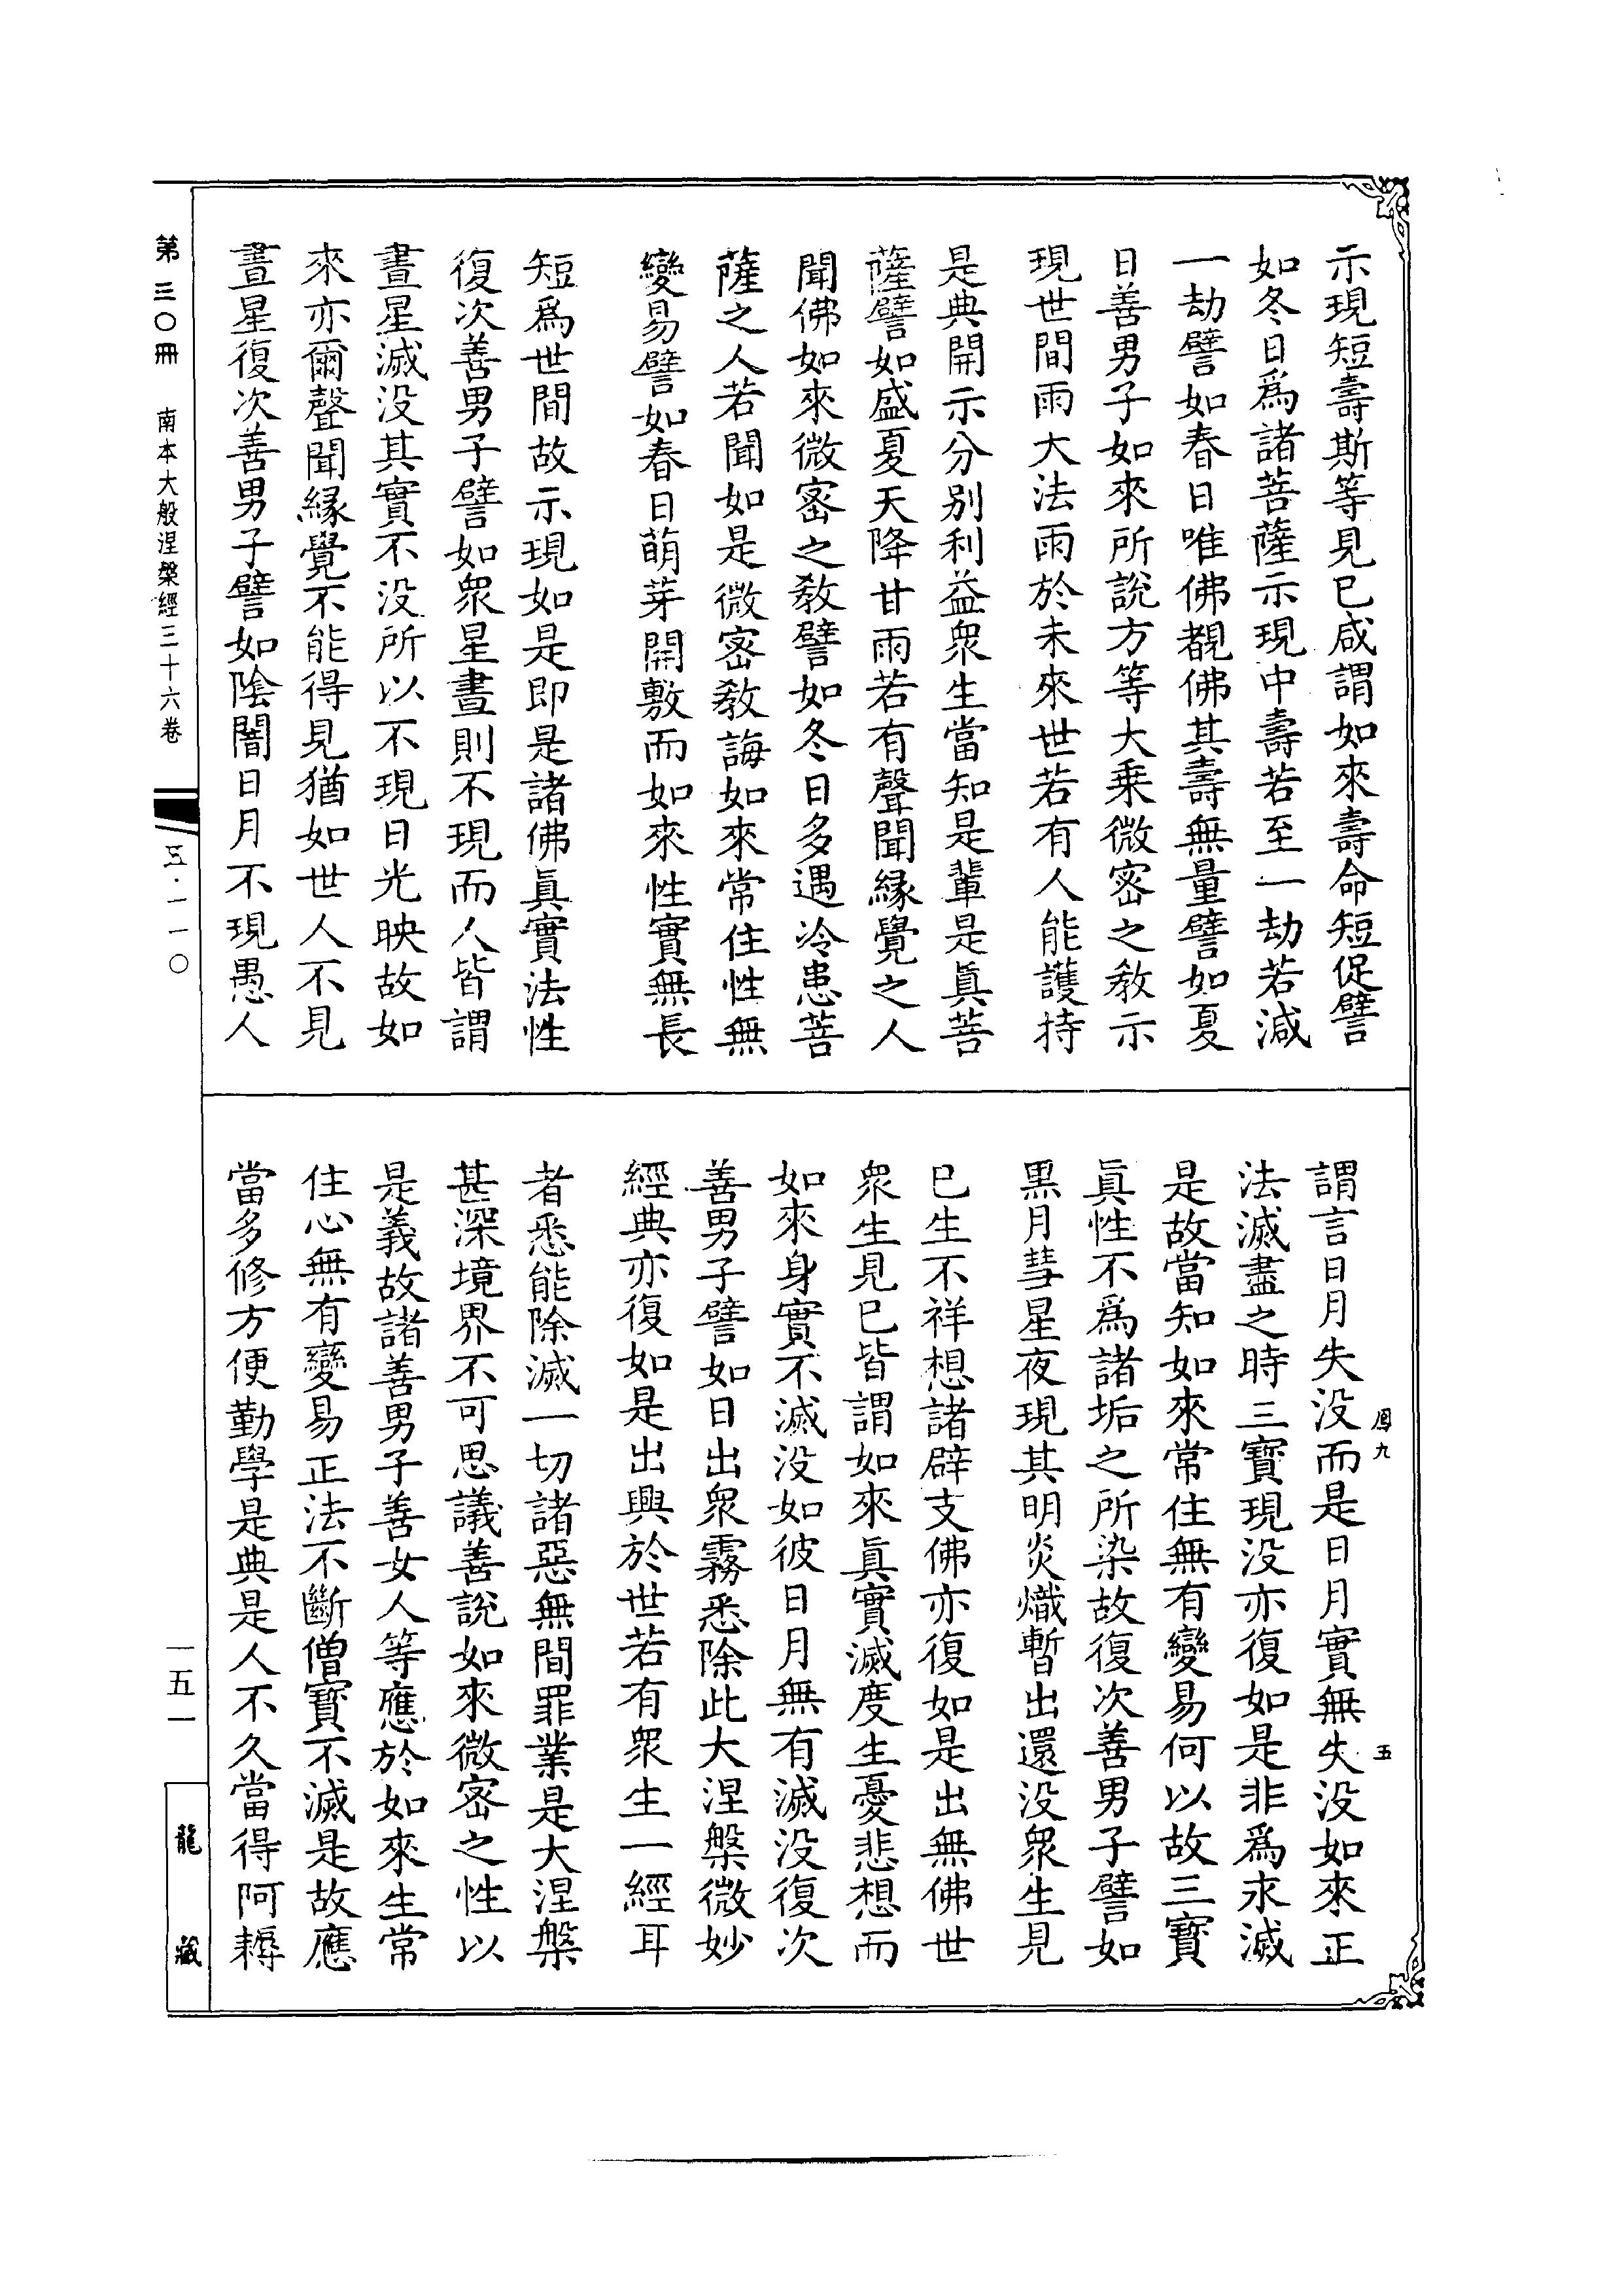 示現短壽斯等見已咸謂如來壽命短促譬
如冬日爲諸菩薩示現中壽若至一劫若減
一劫譬如春日唯佛覩佛其壽無量譬如夏
日善男子如來所說方等大乗微密之教示
現世間雨大法雨於未來世若有人能護持
是典開示分别利益衆生當知是輩是眞菩
薩譬如盛夏天降甘雨若有聲聞縁覺之人
聞佛如來微密之教譬如冬日多遇冷患菩
薩之人若聞如是微密教誨如來常住性無
變易譬如春日萌芽開敷而如來性實無長
短爲世間故示現如是即是諸佛眞實法性
復次善男子譬如衆星晝則不現而人皆謂
晝星滅没其實不没所以不現日光映故如
來亦爾聲聞縁覺不能得見猶如世人不見
晝星復次善男子譬如陰闇日月不現愚人
謂言日月失没而是日月實無失没如來正
法滅盡之時三寳現没亦復如是非爲永滅
是故當知如來常住無有變易何以故三寳
眞性不爲諸垢之所染故復次善男子譬如
黒月彗星夜現其明炎熾暫出還没衆生見
已生不祥想諸辟支佛亦復如是出無佛世
衆生見已皆謂如來眞實滅度生憂悲想而
如來身實不滅没如彼日月無有滅没復次
善男子譬如日出衆霧悉除此大涅槃微妙
經典亦復如是出興於世若有衆生一經耳
者悉能除滅一切諸惡無間罪業是大涅槃
甚深境界不可思議善說如來微密之性以
是義故諸善男子善女人等應於如來生常
住心無有變易正法不斷僧寳不滅是故應
當多修方便勤學是典是人不久當得阿耨
鳳九
五
第三〇冊 南本大般涅槃經三十六卷
五·一一〇
一五一
龍藏